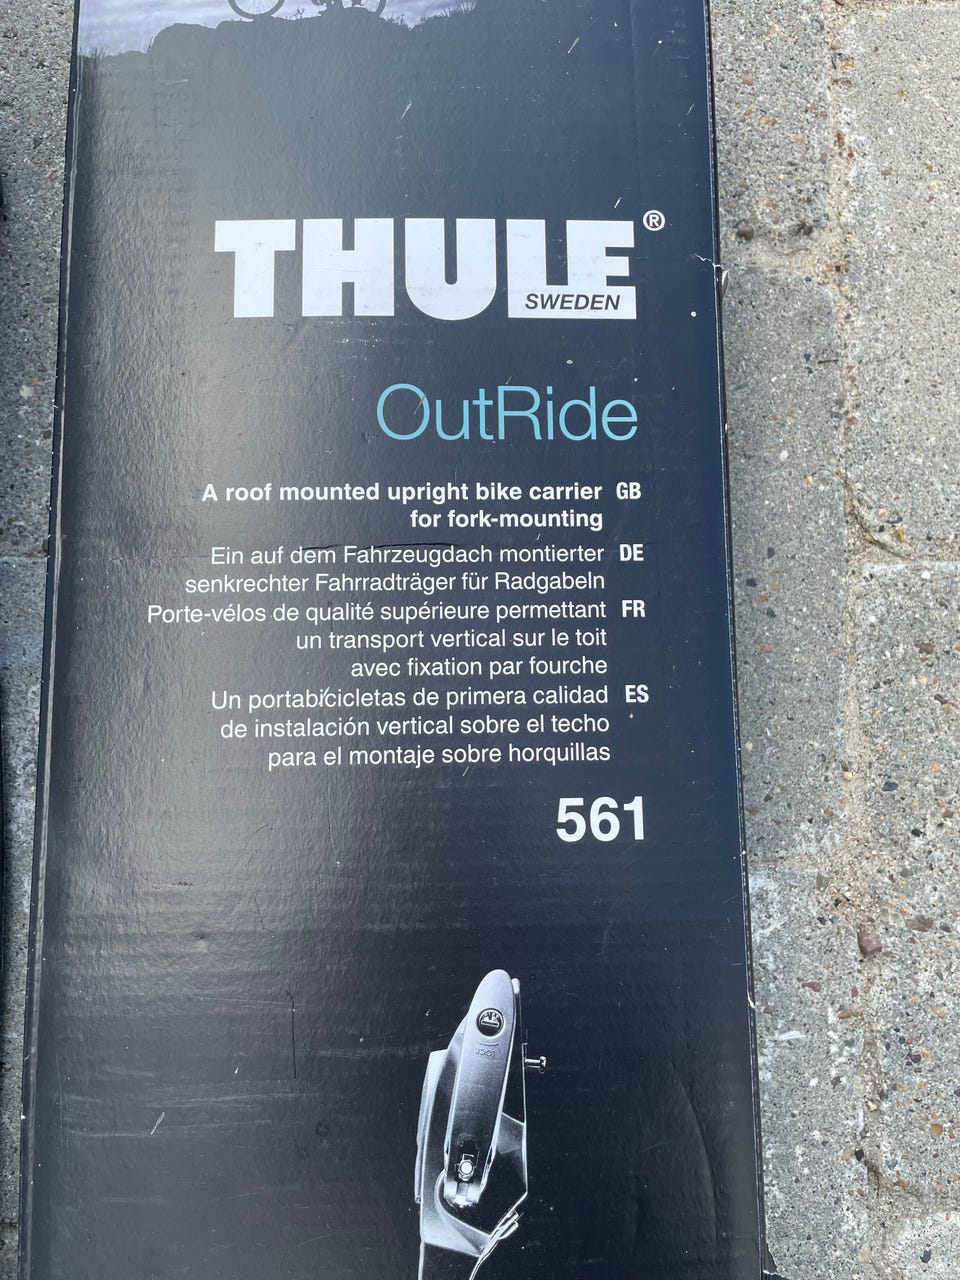 THULE®
SWEDEN
OutRide
A roof mounted upright bike carrier GB
for fork-mounting
Ein auf dem Fahrzeugdach montierter DE
senkrechter Fahrradträger für Radgabeln
Porte-vélos de qualité supérieure permettant FR
un transport vertical sur le toit
avec fixation par fourche
Un portabicicletas de primera calidad ES
de instalación vertical sobre el techo
para el montaje sobre horquillas
561